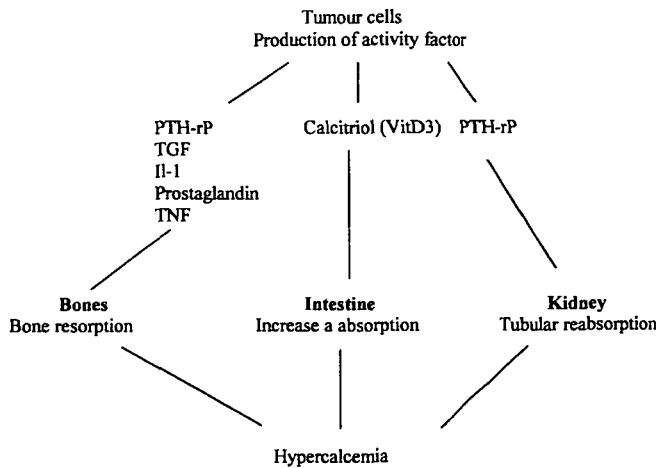 Tumour cells
Production of activity factor
PTH-rP
TGF
Il-1
Prostaglandin
TNF
Calcitriol (VitD3)
PTH-rP
Bones
Bone resorption
Intestine
Increase a absorption
Kidney
Tubular reabsorption
Hypercalcemia